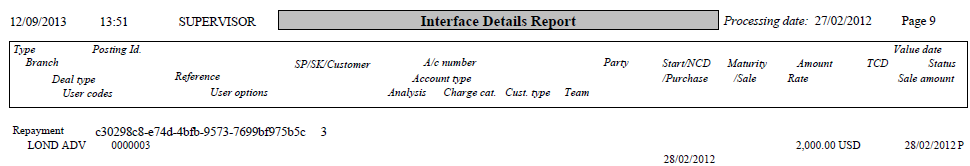 12/09/2013 13:51 SUPERVISOR Interface Details Report Processing date: 27/02/2012 Page 9
Type Posting Id. Value date
Branch SP/SK/Customer A/c number Party Start/NCD Maturity Amount TCD Status
Deal type Reference Account type /Purchase /Sale Rate Sale amount
User codes User options Analysis Charge cat. Cust. type Team
Repayment c30298c8-e74d-4bfb-9573-7699bf975b5c 3
LOND ADV 0000003 2,000.00 USD 28/02/2012 P
28/02/2012